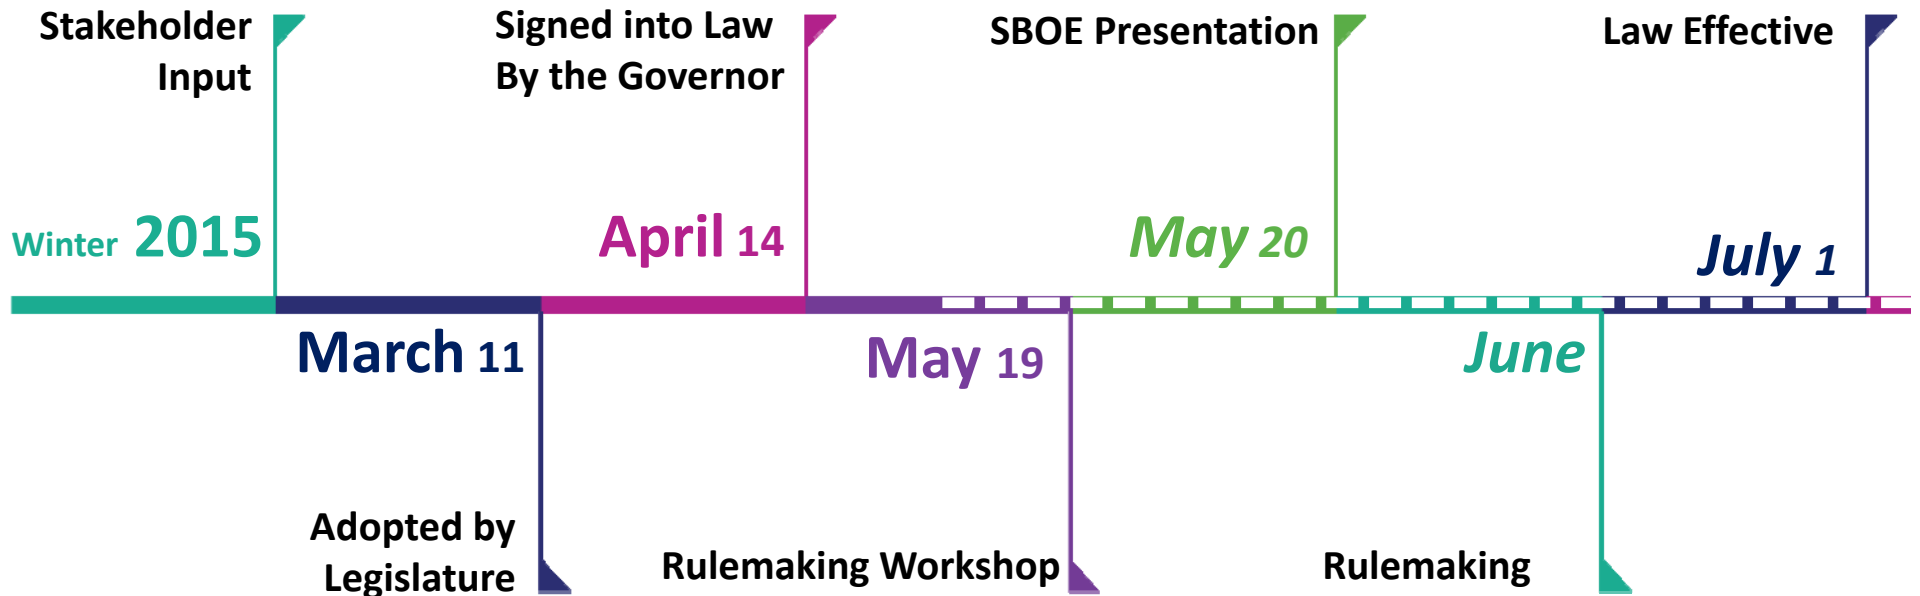 Stakeholder
Input
Winter 2015
Signed into Law
By the Governor
April 14
SBOE Presentation
May 20
Law Effective
July 1
March 11
Adopted by
Legislature
May 19
Rulemaking Workshop
June
Rulemaking